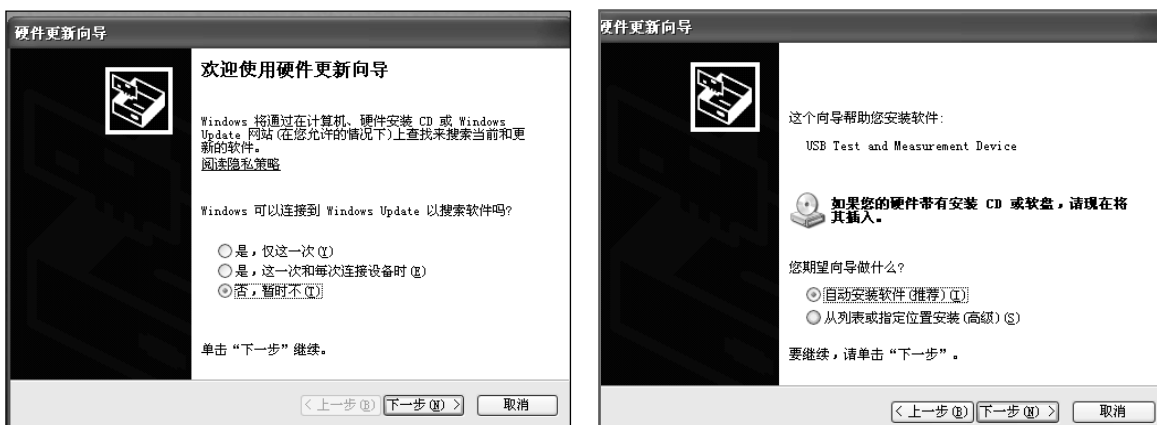 硬件更新向导
欢迎使用硬件更新向导
Windows 将通过在计算机、硬件安装 CD 或 Windows
Update 网站(在您允许的情况下)上查找来搜索当前和更
新的软件。
阅读隐私策略
Windows 可以连接到 Windows Update 以搜索软件吗?
是,仅这一次(Y)
是,这一次和每次连接设备时(E)
否,暂时不(T)
单击“下一步”继续。
< 上一步(B) 下一步(N) > 取消
硬件更新向导
这个向导帮助您安装软件:
USB Test and Measurement Device
如果您的硬件带有安装 CD 或软盘,请现在将
其插入。
您期望向导做什么?
自动安装软件(推荐)(I)
从列表或指定位置安装(高级)(S)
要继续,请单击“下一步”。
< 上一步(B) 下一步(N) > 取消